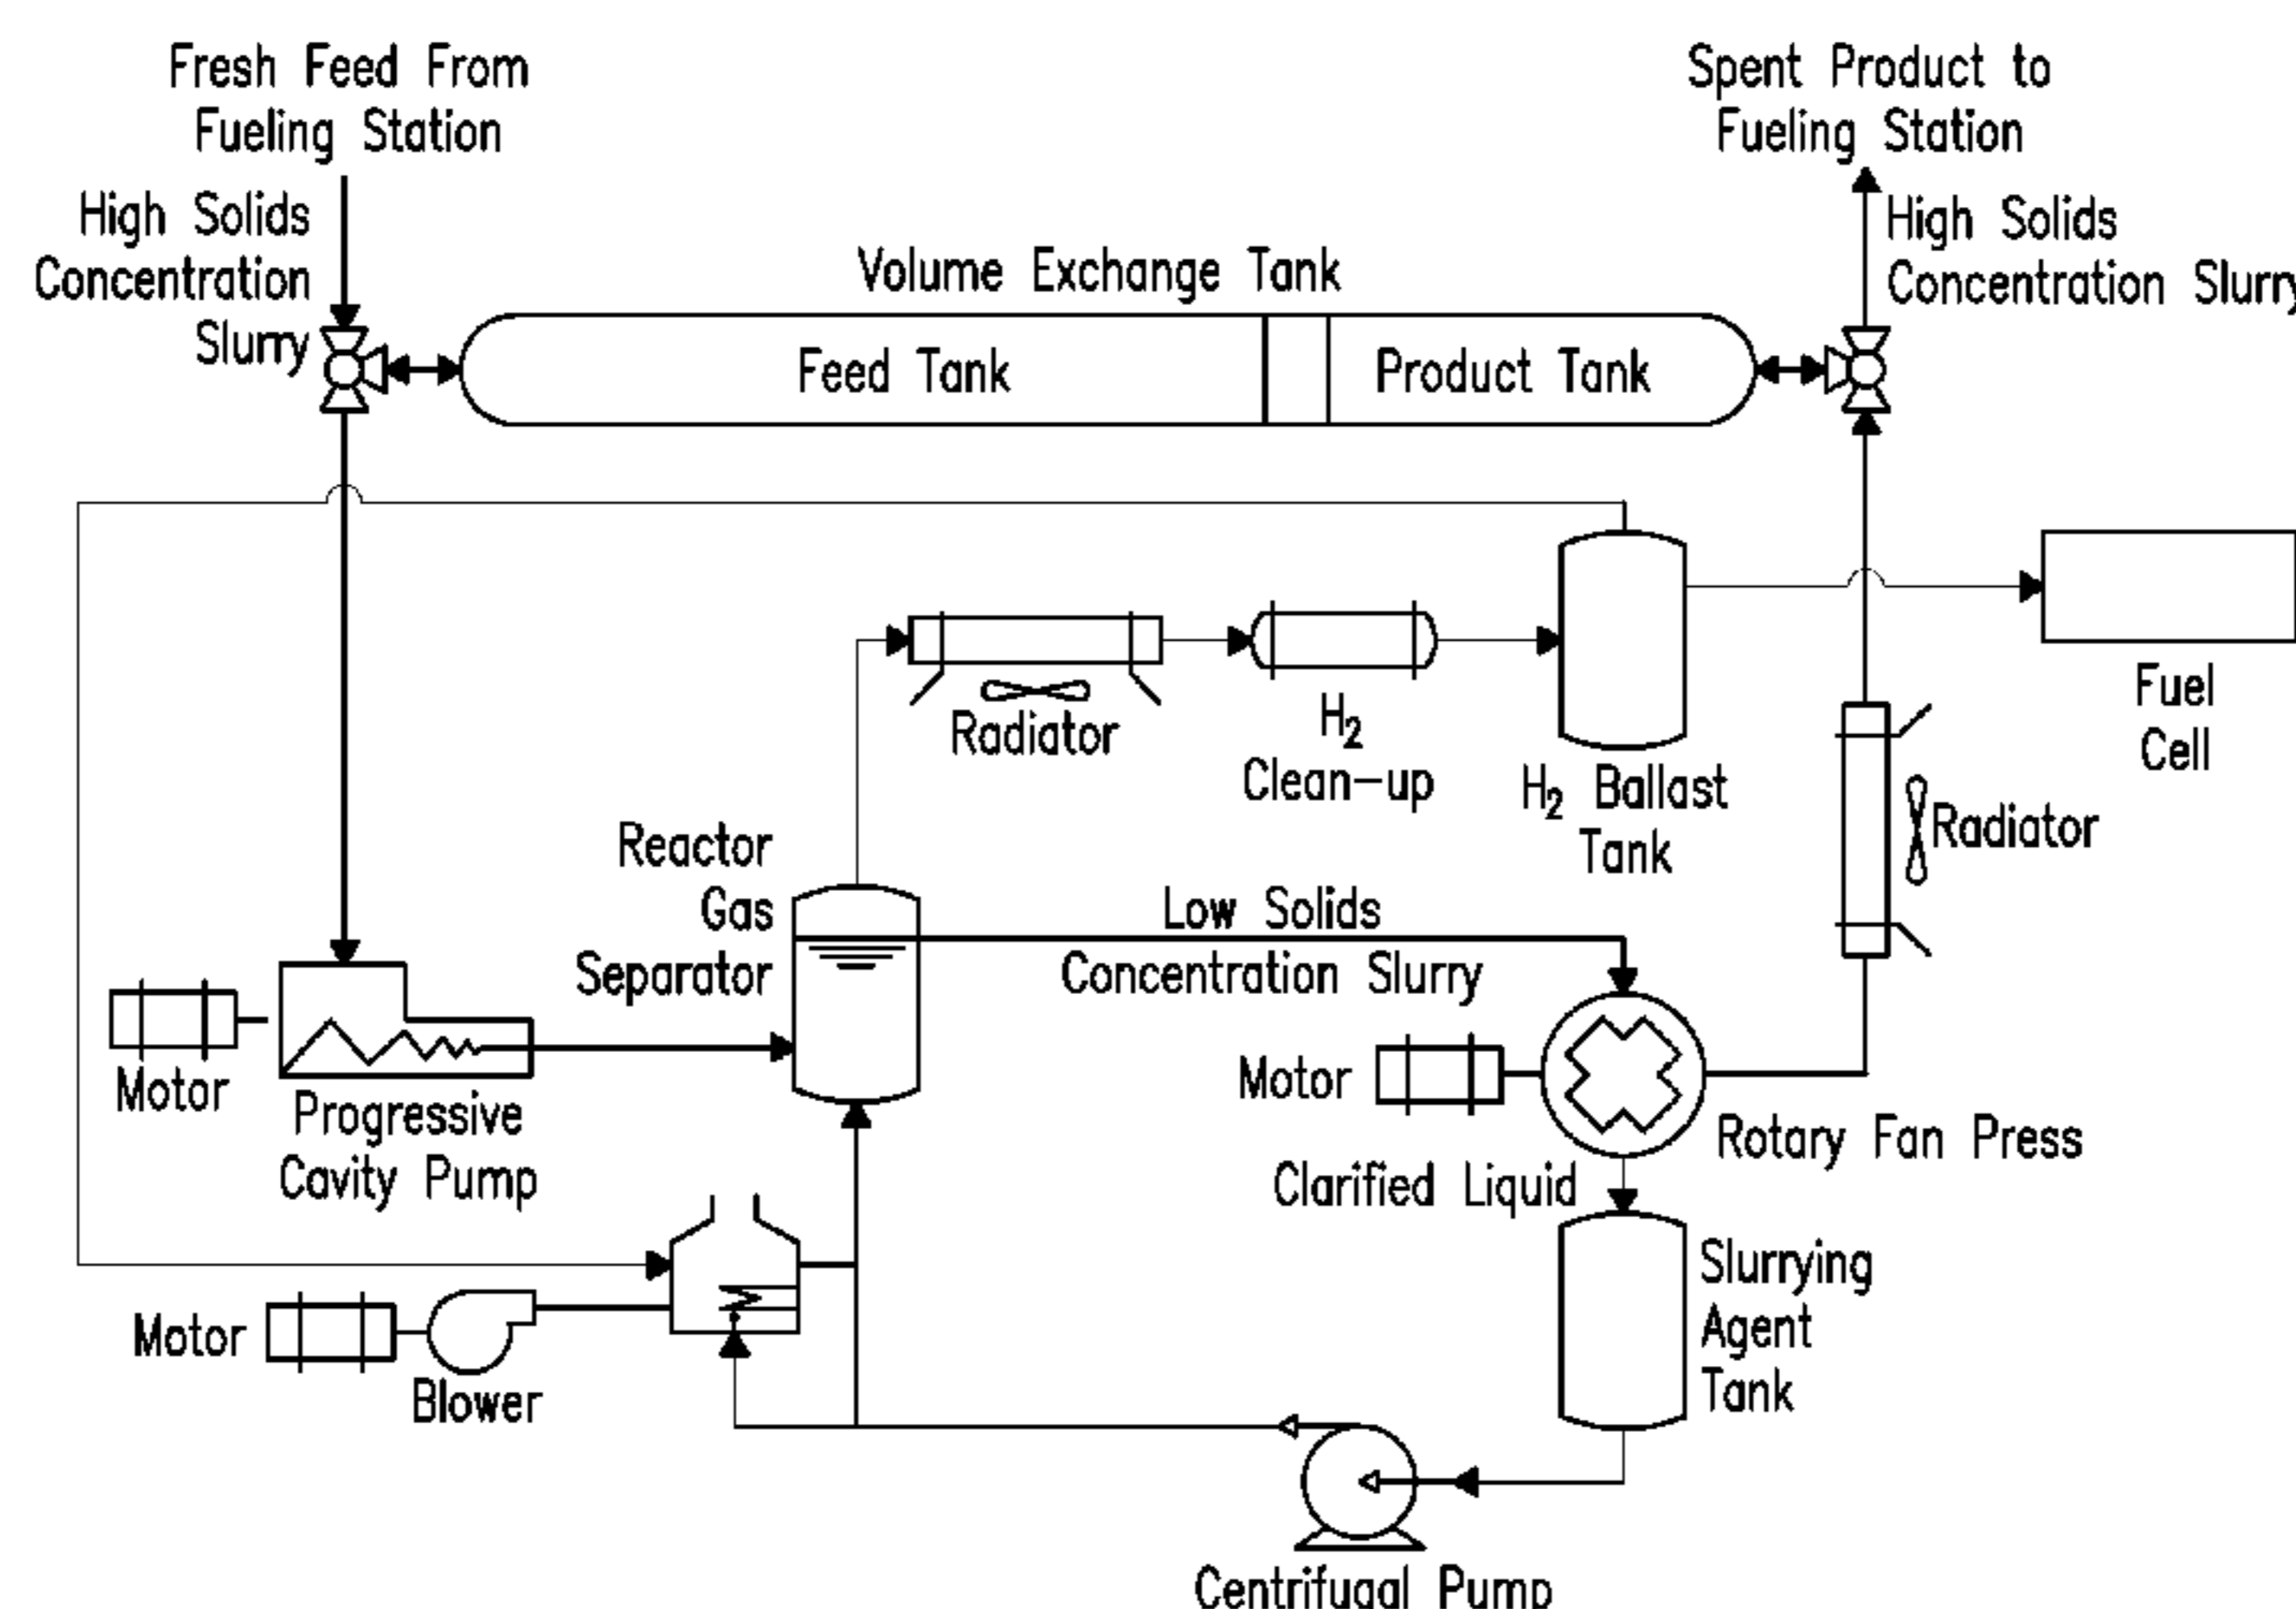 Fresh Feed From
Fueling Station
Spent Product to
Fueling Station
High Solids
Concentration
Slurry
High Solids
Concentration Slurry
Volume Exchange Tank
Feed Tank
Product Tank
Radiator
H2
Clean-up
H2 Ballast
Tank
Fuel
Cell
Radiator
Reactor
Gas
Separator
Low Solids
Concentration Slurry
Motor
Progressive
Cavity Pump
Motor
Rotary Fan Press
Clarified Liquid
Slurrying
Agent
Tank
Motor
Blower
Centrifugal Pump